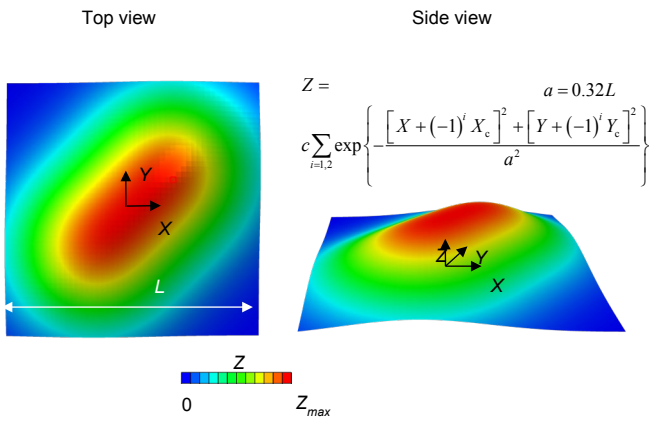 Top view
Side view
Z =
a = 0.32L
c∑_{i=1,2} exp{−([X + (−1)^i X_c]^2 + [Y + (−1)^i Y_c]^2)/a^2}
Y
X
L
Z
Y
X
Z
0
Z_max